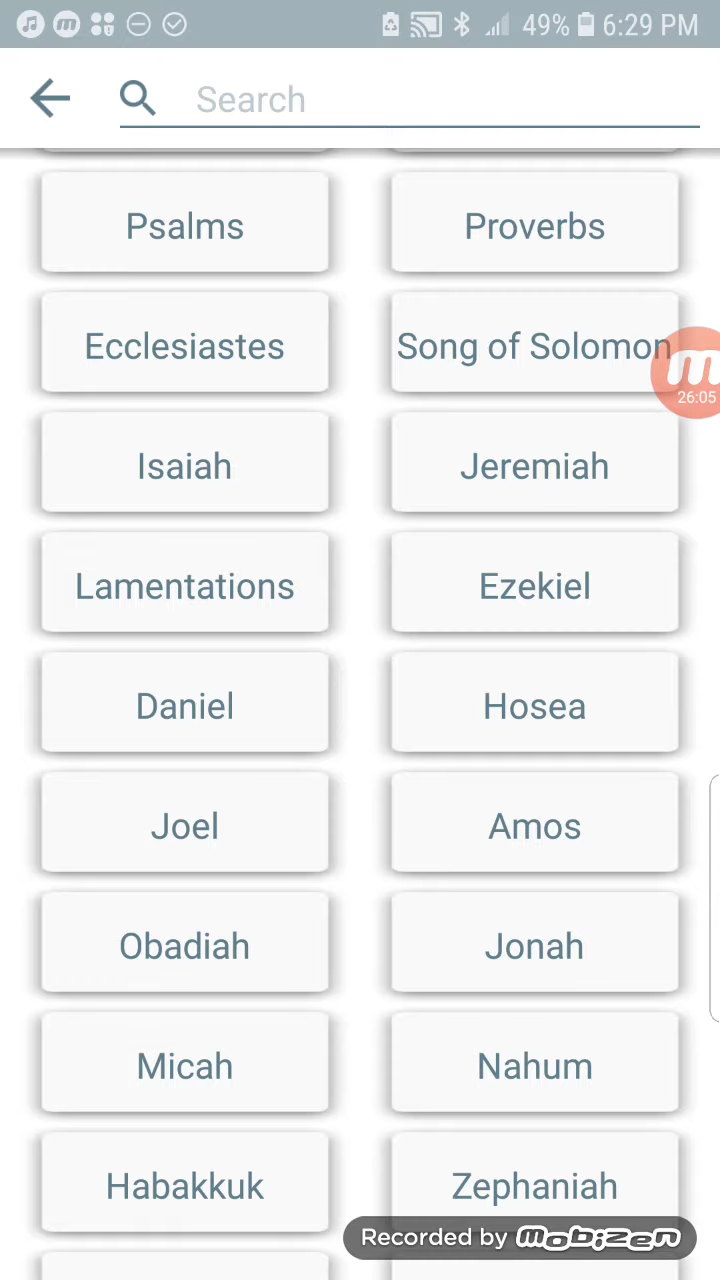 49% 6:29 PM
Search
Psalms Proverbs
Ecclesiastes Song of Solomon
26:05
Isaiah Jeremiah
Lamentations Ezekiel
Daniel Hosea
Joel Amos
Obadiah Jonah
Micah Nahum
Habakkuk Zephaniah
Recorded by mobizen